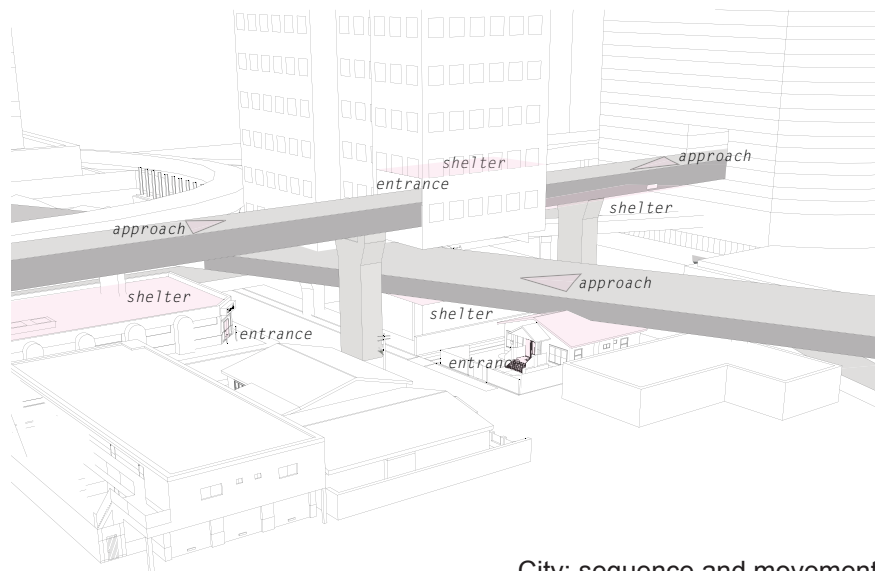 shelter
approach
entrance
shelter
approach
approach
shelter
shelter
entrance
entrance
City: sequence and movement